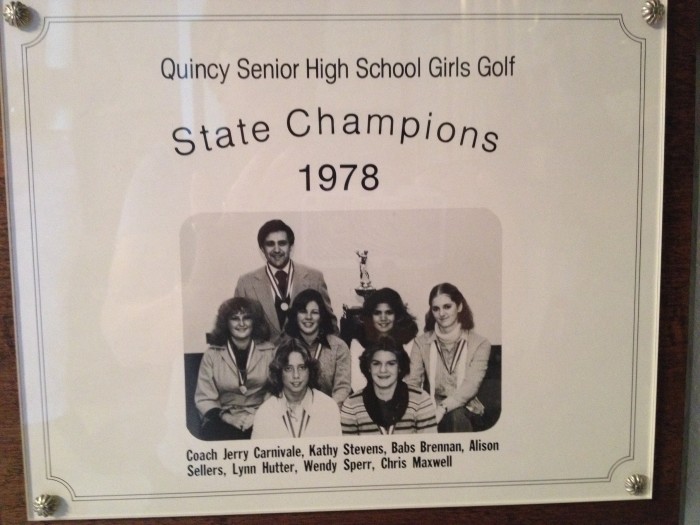 Quincy Senior High School Girls Golf
State Champions
1978
Coach Jerry Carnivale, Kathy Stevens, Babs Brennan, Alison
Sellers, Lynn Hutter, Wendy Sperr, Chris Maxwell